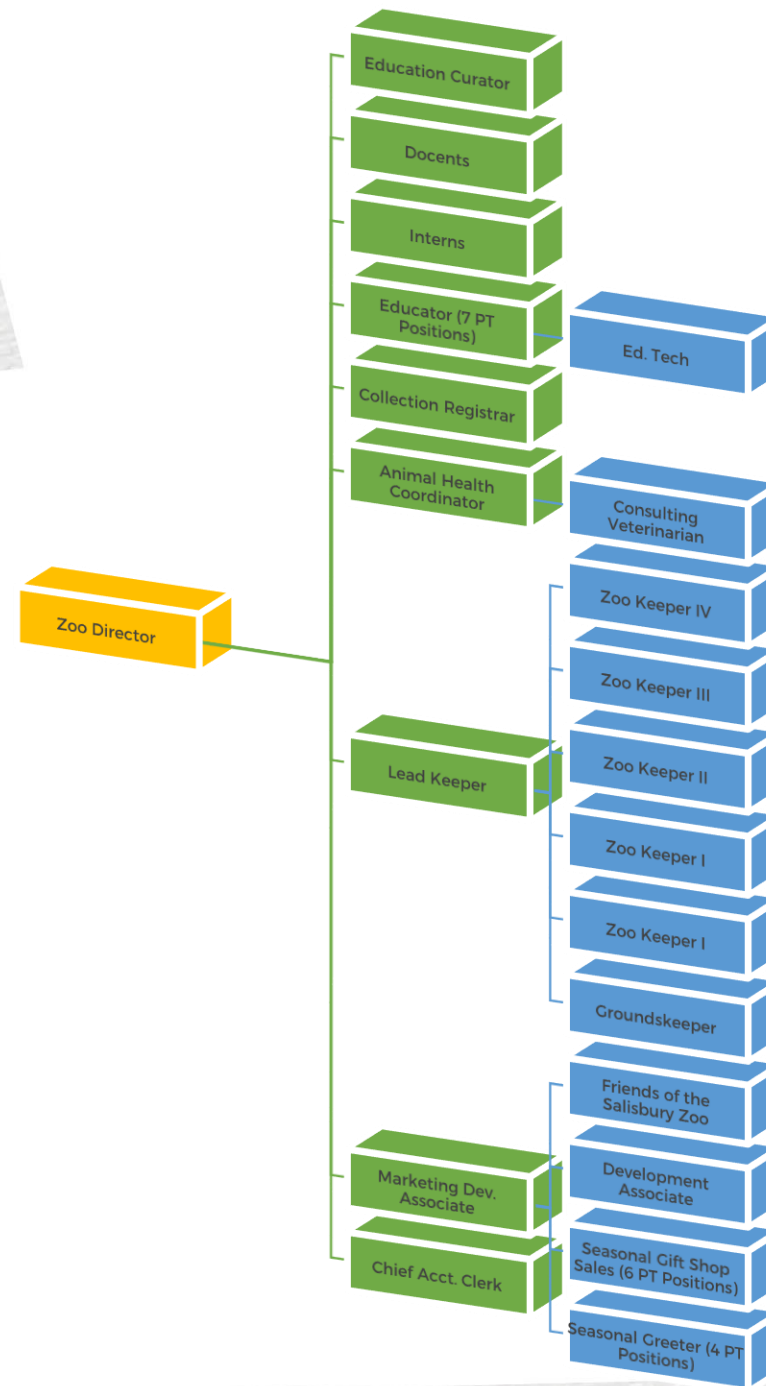 Education Curator
Docents
Interns
Educator (7 PT
Positions)
Ed. Tech
Collection Registrar
Animal Health
Coordinator
Consulting
Veterinarian
Zoo Director
Lead Keeper
Zoo Keeper IV
Zoo Keeper III
Zoo Keeper II
Zoo Keeper I
Zoo Keeper I
Groundskeeper
Marketing Dev.
Associate
Friends of the
Salisbury Zoo
Development
Associate
Seasonal Gift Shop
Sales (6 PT Positions)
Seasonal Greeter (4 PT
Positions)
Chief Acct. Clerk